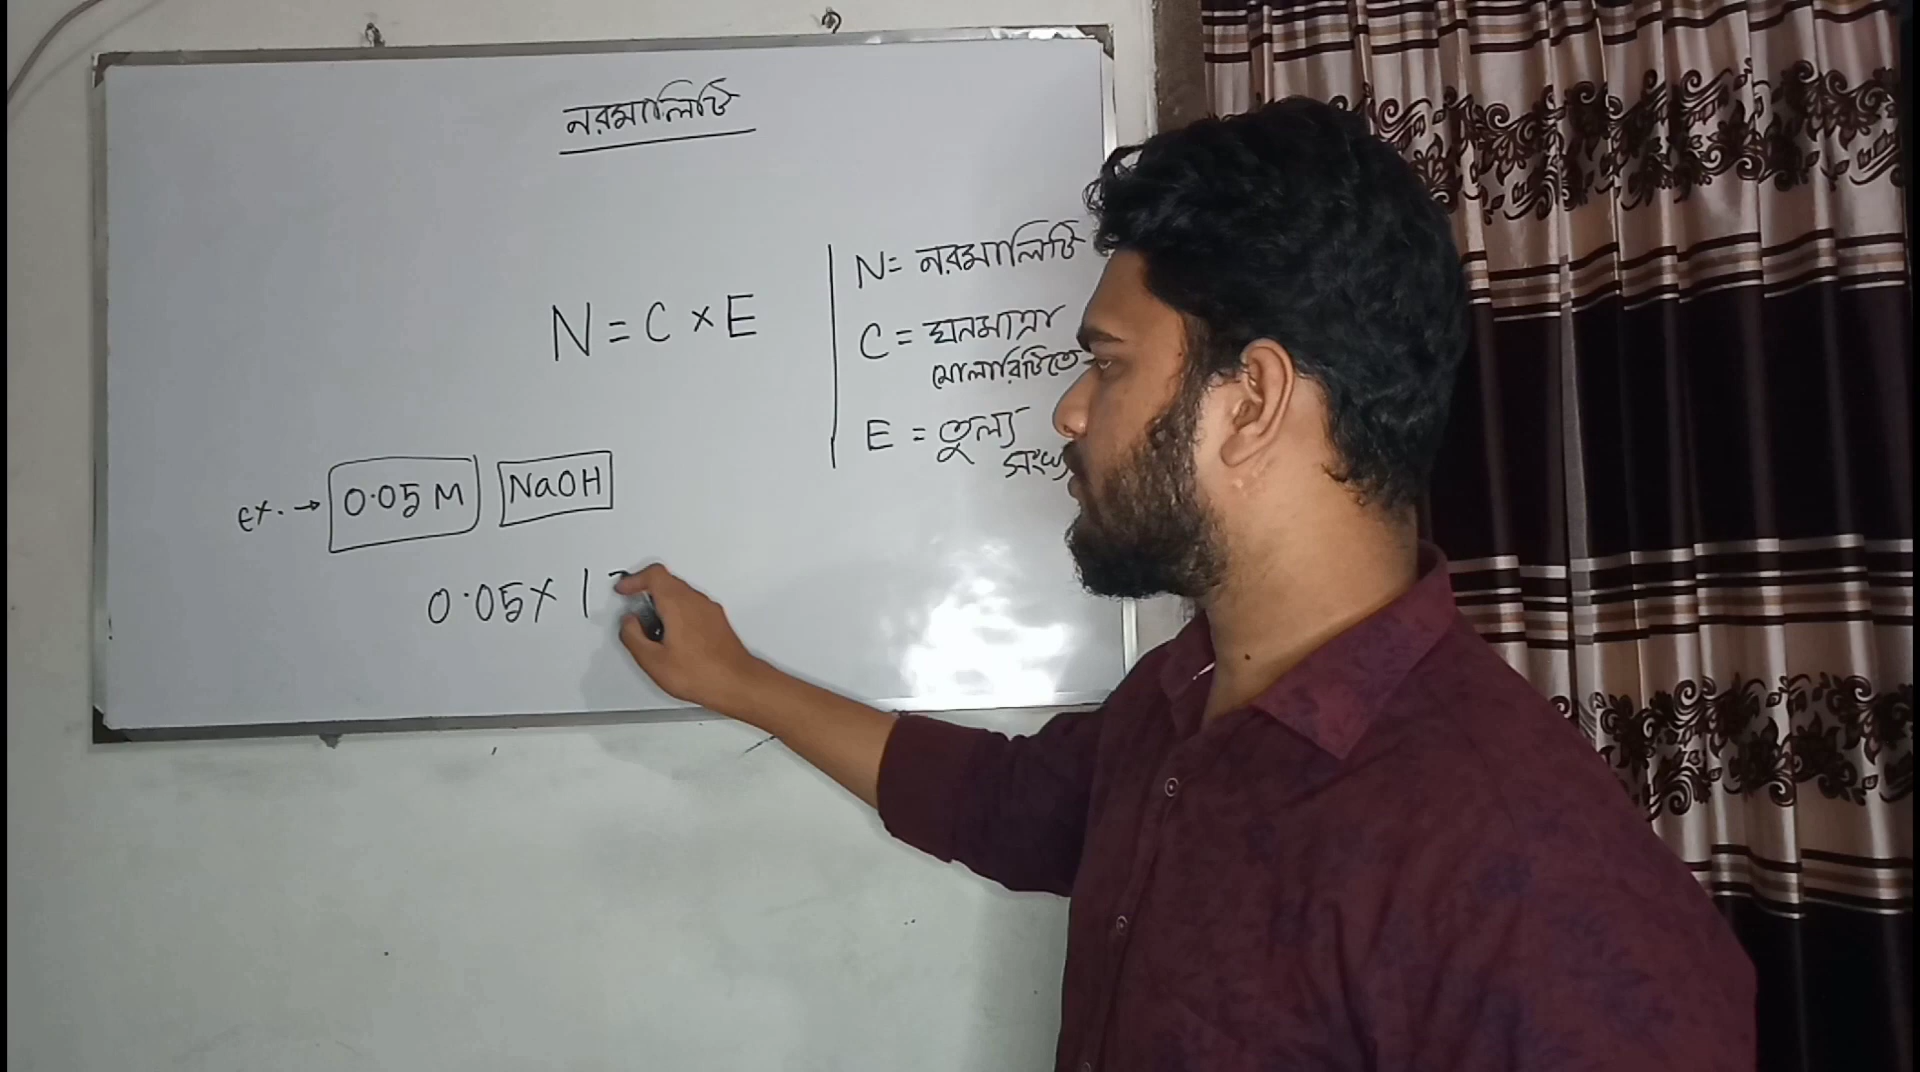 নরমালিটি
N = C × E
N = নরমালিটি
C = ঘনমাত্রা
মোলারিটিতে
E = তুল্য
সংখ্যা
ex. → 0.05 M NaOH
0.05 × 1